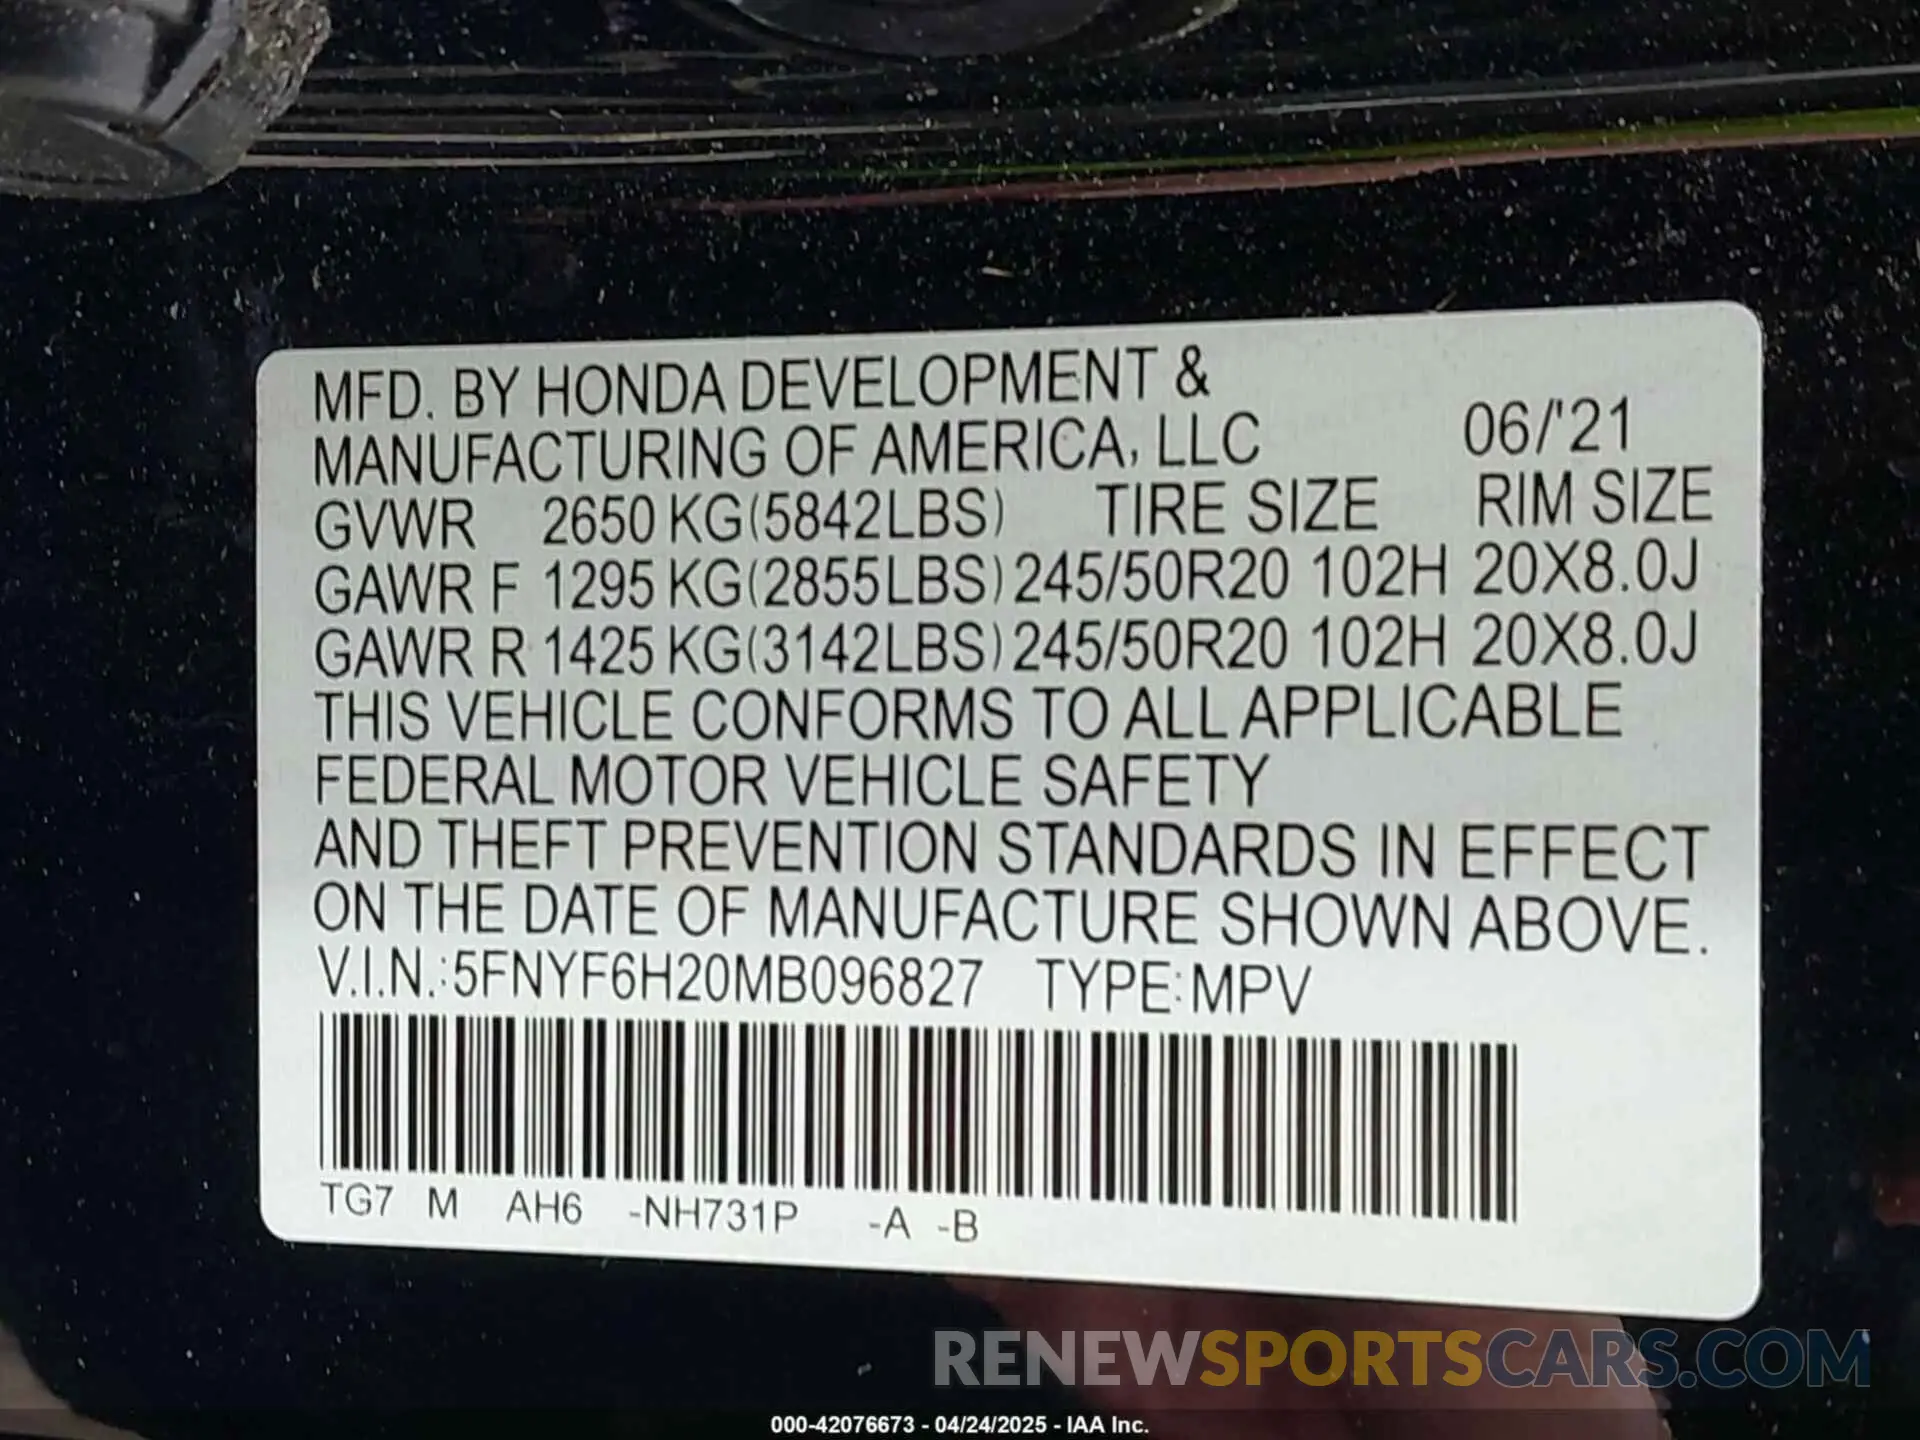 MFD. BY HONDA DEVELOPMENT &
MANUFACTURING OF AMERICA, LLC 06/'21
GVWR 2650 KG(5842LBS) TIRE SIZE RIM SIZE
GAWR F 1295 KG(2855LBS) 245/50R20 102H 20X8.0J
GAWR R 1425 KG(3142LBS) 245/50R20 102H 20X8.0J
THIS VEHICLE CONFORMS TO ALL APPLICABLE
FEDERAL MOTOR VEHICLE SAFETY
AND THEFT PREVENTION STANDARDS IN EFFECT
ON THE DATE OF MANUFACTURE SHOWN ABOVE.
V.I.N.:5FNYF6H20MB096827 TYPE:MPV
TG7 M AH6 -NH731P -A -B
RENEWSPORTSCARS.COM
000-42076673 - 04/24/2025 - IAA Inc.